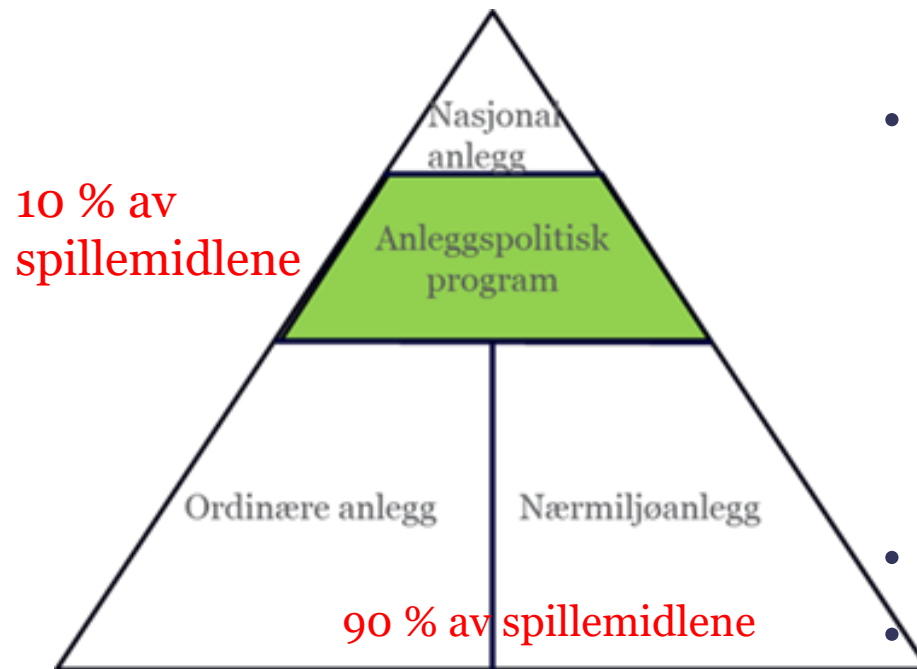 Nasjonal
anlegg
10 % av
spillemidlene
Anleggspolitisk
program
Ordinære anlegg
Nærmiljøanlegg
90 % av spillemidlene